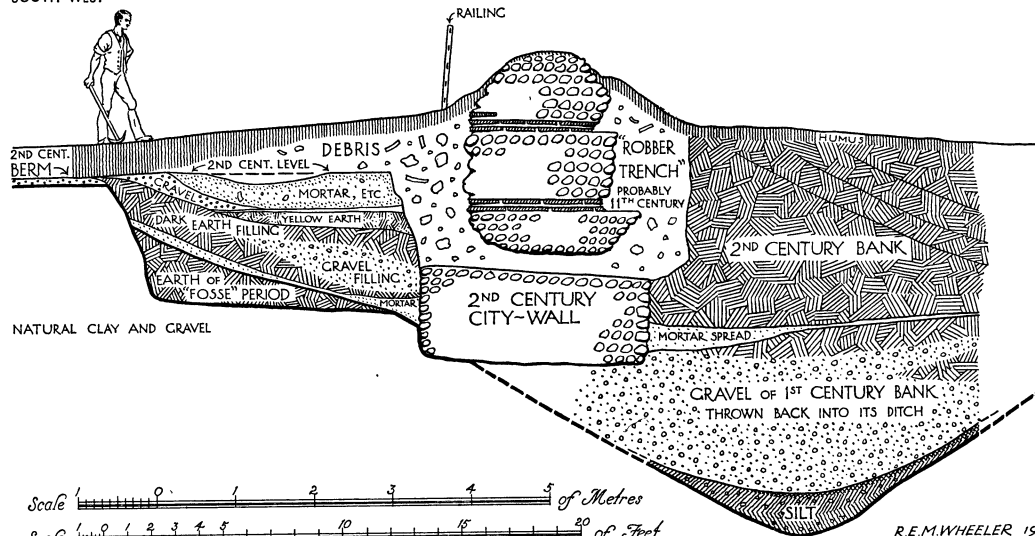 RAILING
HUMUS
2ND CENT.
BERM
2ND CENT. LEVEL
DEBRIS
GRAVEL
MORTAR, ETC
YELLOW EARTH
DARK EARTH FILLING
GRAVEL
FILLING
EARTH OF
"FOSSE" PERIOD
MORTAR
NATURAL CLAY AND GRAVEL
"ROBBER
TRENCH"
PROBABLY
11TH CENTURY
2ND CENTURY BANK
2ND CENTURY
CITY~WALL
MORTAR SPREAD
GRAVEL OF 1ST CENTURY BANK
THROWN BACK INTO ITS DITCH
SILT
Scale 1 0 1 2 3 4 5 of Metres
1 0 1 2 3 4 5 10 15 20 of Feet
R.E.M. WHEELER